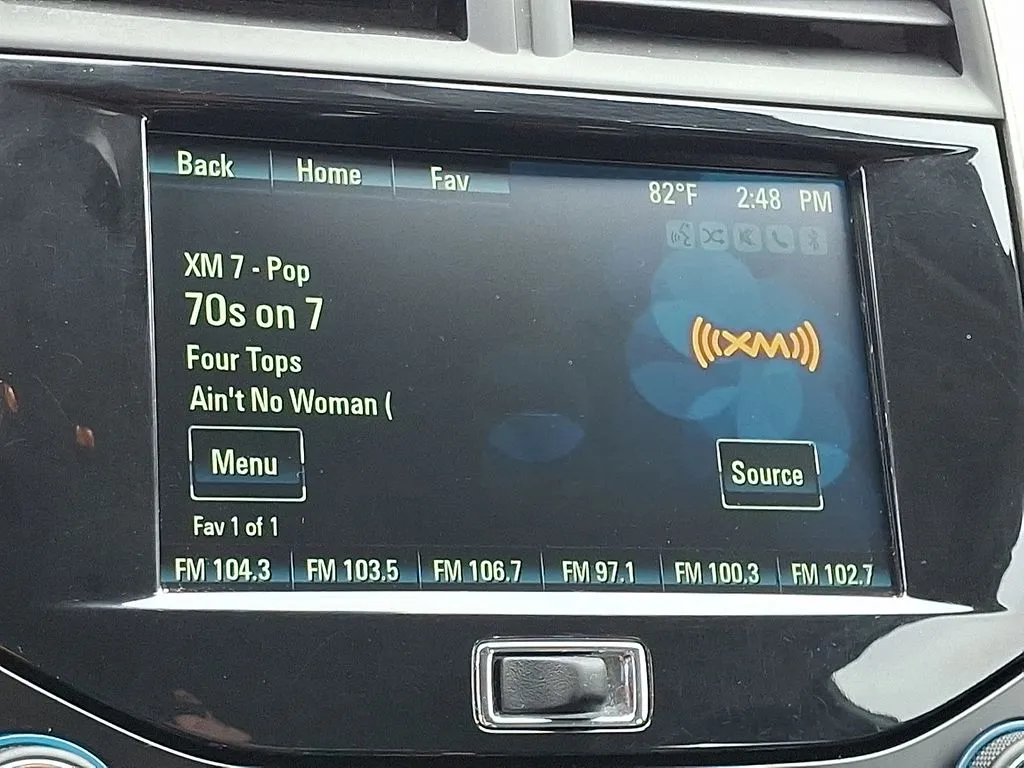 Back Home Fav
82°F 2:48 PM
XM 7 - Pop
70s on 7
Four Tops
Ain't No Woman (
XM
Menu
Source
Fav 1 of 1
FM 104.3 FM 103.5 FM 106.7 FM 97.1 FM 100.3 FM 102.7